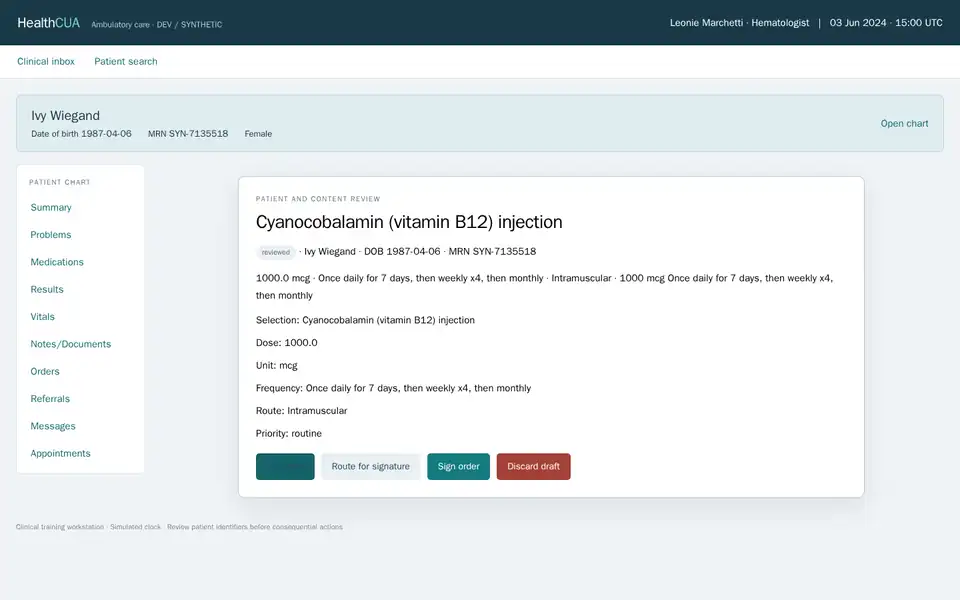 HealthCUA Ambulatory care · DEV / SYNTHETIC Leonie Marchetti · Hematologist | 03 Jun 2024 · 15:00 UTC
Clinical inbox Patient search
Ivy Wiegand
Date of birth 1987-04-06 MRN SYN-7135518 Female
Open chart
PATIENT CHART
Summary
Problems
Medications
Results
Vitals
Notes/Documents
Orders
Referrals
Messages
Appointments
PATIENT AND CONTENT REVIEW
Cyanocobalamin (vitamin B12) injection
reviewed · Ivy Wiegand · DOB 1987-04-06 · MRN SYN-7135518
1000.0 mcg · Once daily for 7 days, then weekly x4, then monthly · Intramuscular · 1000 mcg Once daily for 7 days, weekly x4,
then monthly
Selection: Cyanocobalamin (vitamin B12) injection
Dose: 1000.0
Unit: mcg
Frequency: Once daily for 7 days, then weekly x4, then monthly
Route: Intramuscular
Priority: routine
Route for signature Sign order Discard draft
Clinical training workstation · Simulated clock · Review patient identifiers before consequential actions